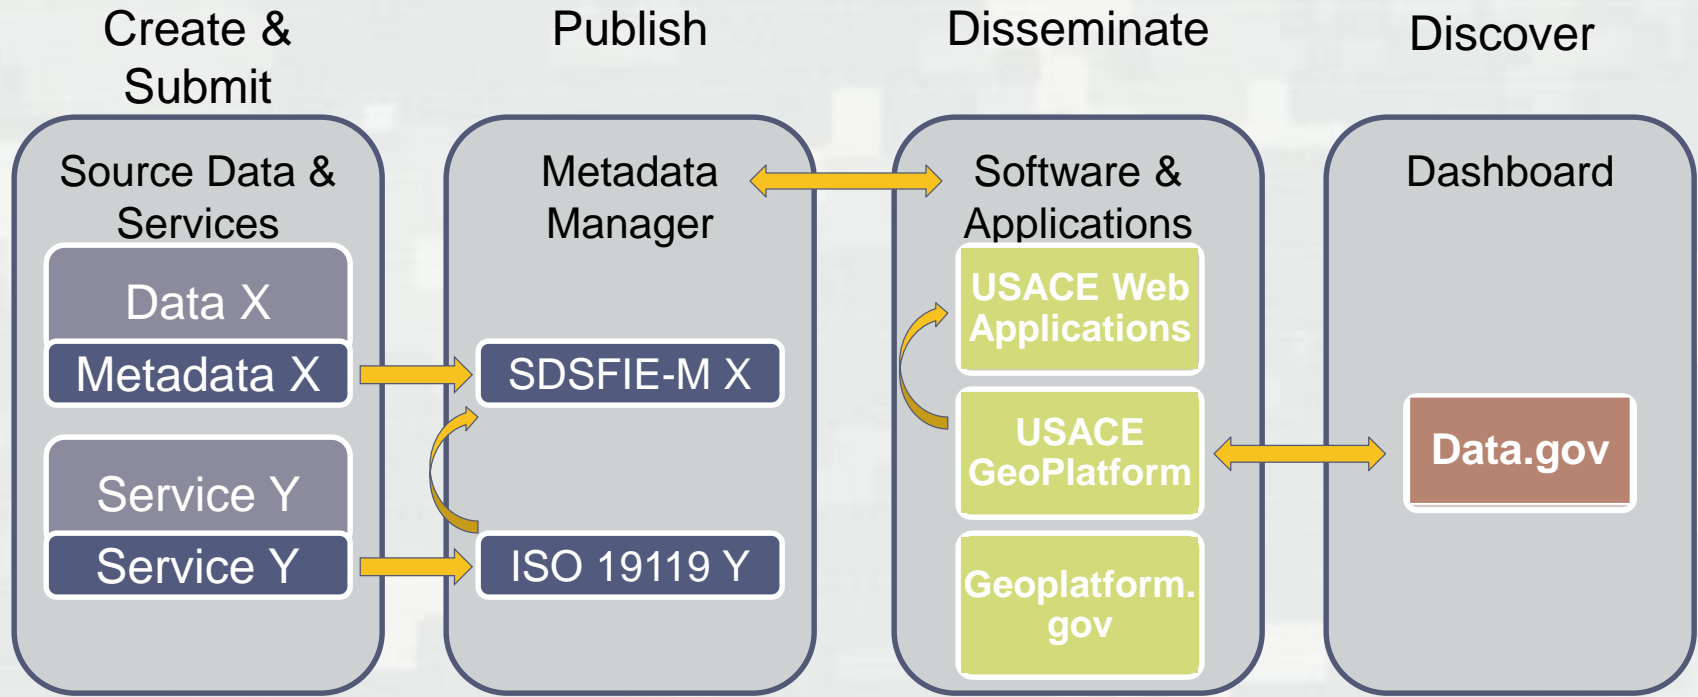 Create &
Submit
Publish
Disseminate
Discover
Source Data &
Services
Data X
Metadata X
Service Y
Service Y
Metadata
Manager
SDSFIE-M X
ISO 19119 Y
Software &
Applications
USACE Web
Applications
USACE
GeoPlatform
Geoplatform.
gov
Dashboard
Data.gov